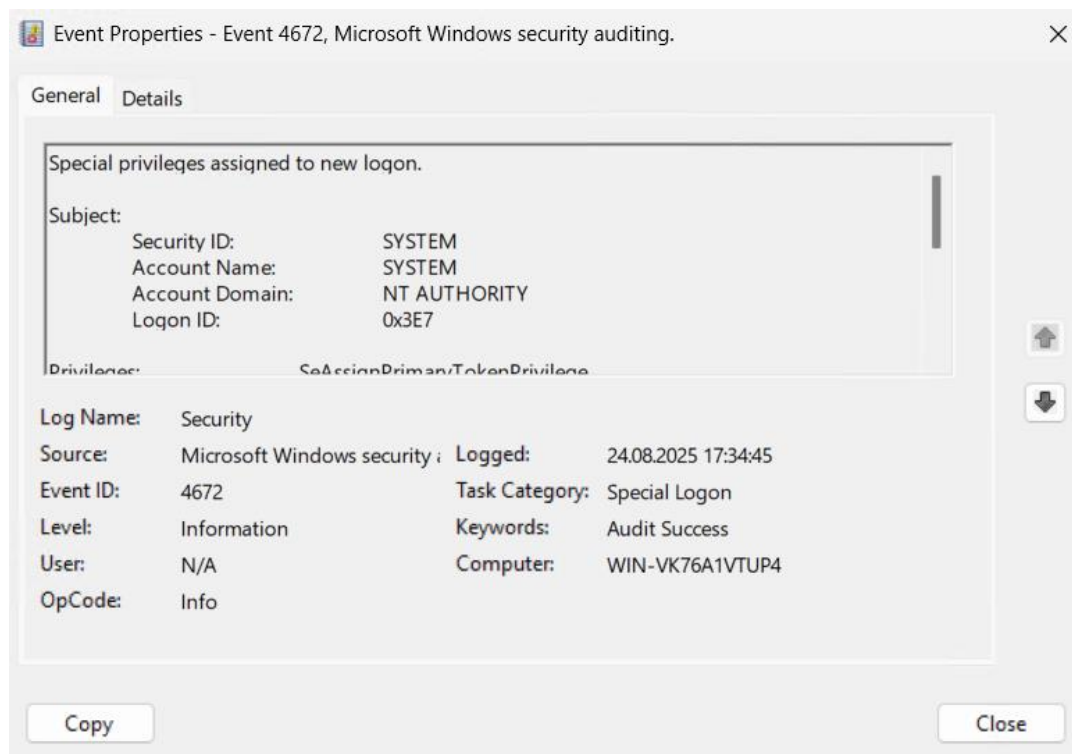 Event Properties - Event 4672, Microsoft Windows security auditing.
General Details
Special privileges assigned to new logon.
Subject:
Security ID: SYSTEM
Account Name: SYSTEM
Account Domain: NT AUTHORITY
Logon ID: 0x3E7
Privileges: SeAssignPrimaryTokenPrivilege
Log Name: Security
Source: Microsoft Windows security Logged: 24.08.2025 17:34:45
Event ID: 4672 Task Category: Special Logon
Level: Information Keywords: Audit Success
User: N/A Computer: WIN-VK76A1VTUP4
OpCode: Info
Copy Close